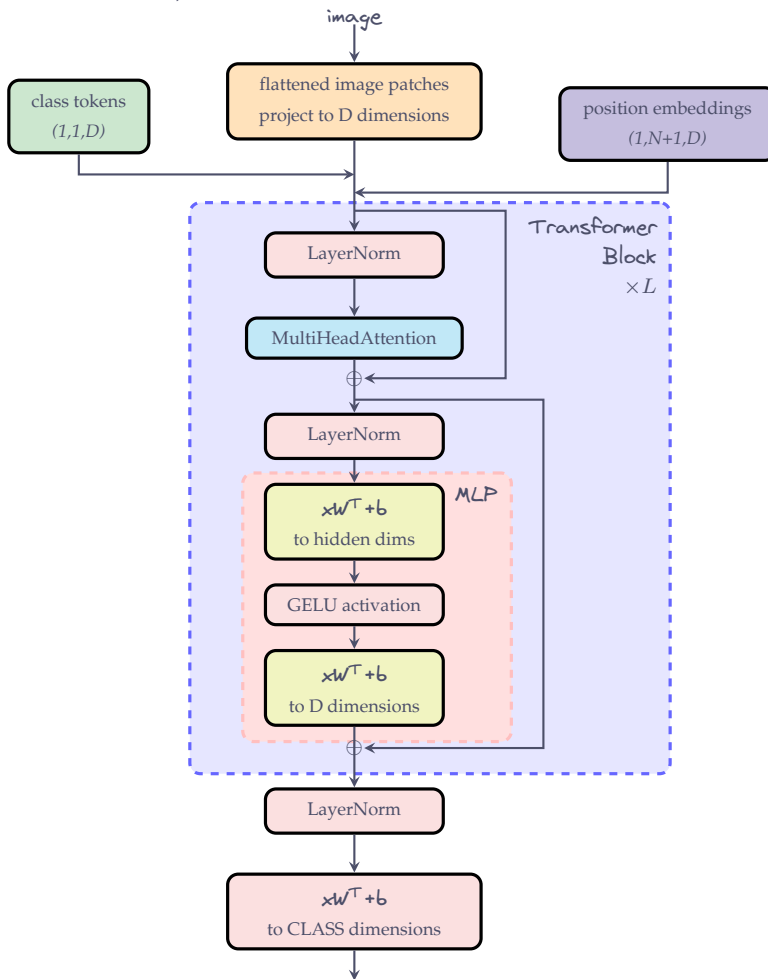 image
flattened image patches
project to D dimensions
class tokens
(1,1,D)
position embeddings
(1,N+1,D)
Transformer
Block
×L
LayerNorm
MultiHeadAttention
⊕
LayerNorm
MLP
xW^T+b
to hidden dims
GELU activation
xW^T+b
to D dimensions
⊕
LayerNorm
xW^T+b
to CLASS dimensions